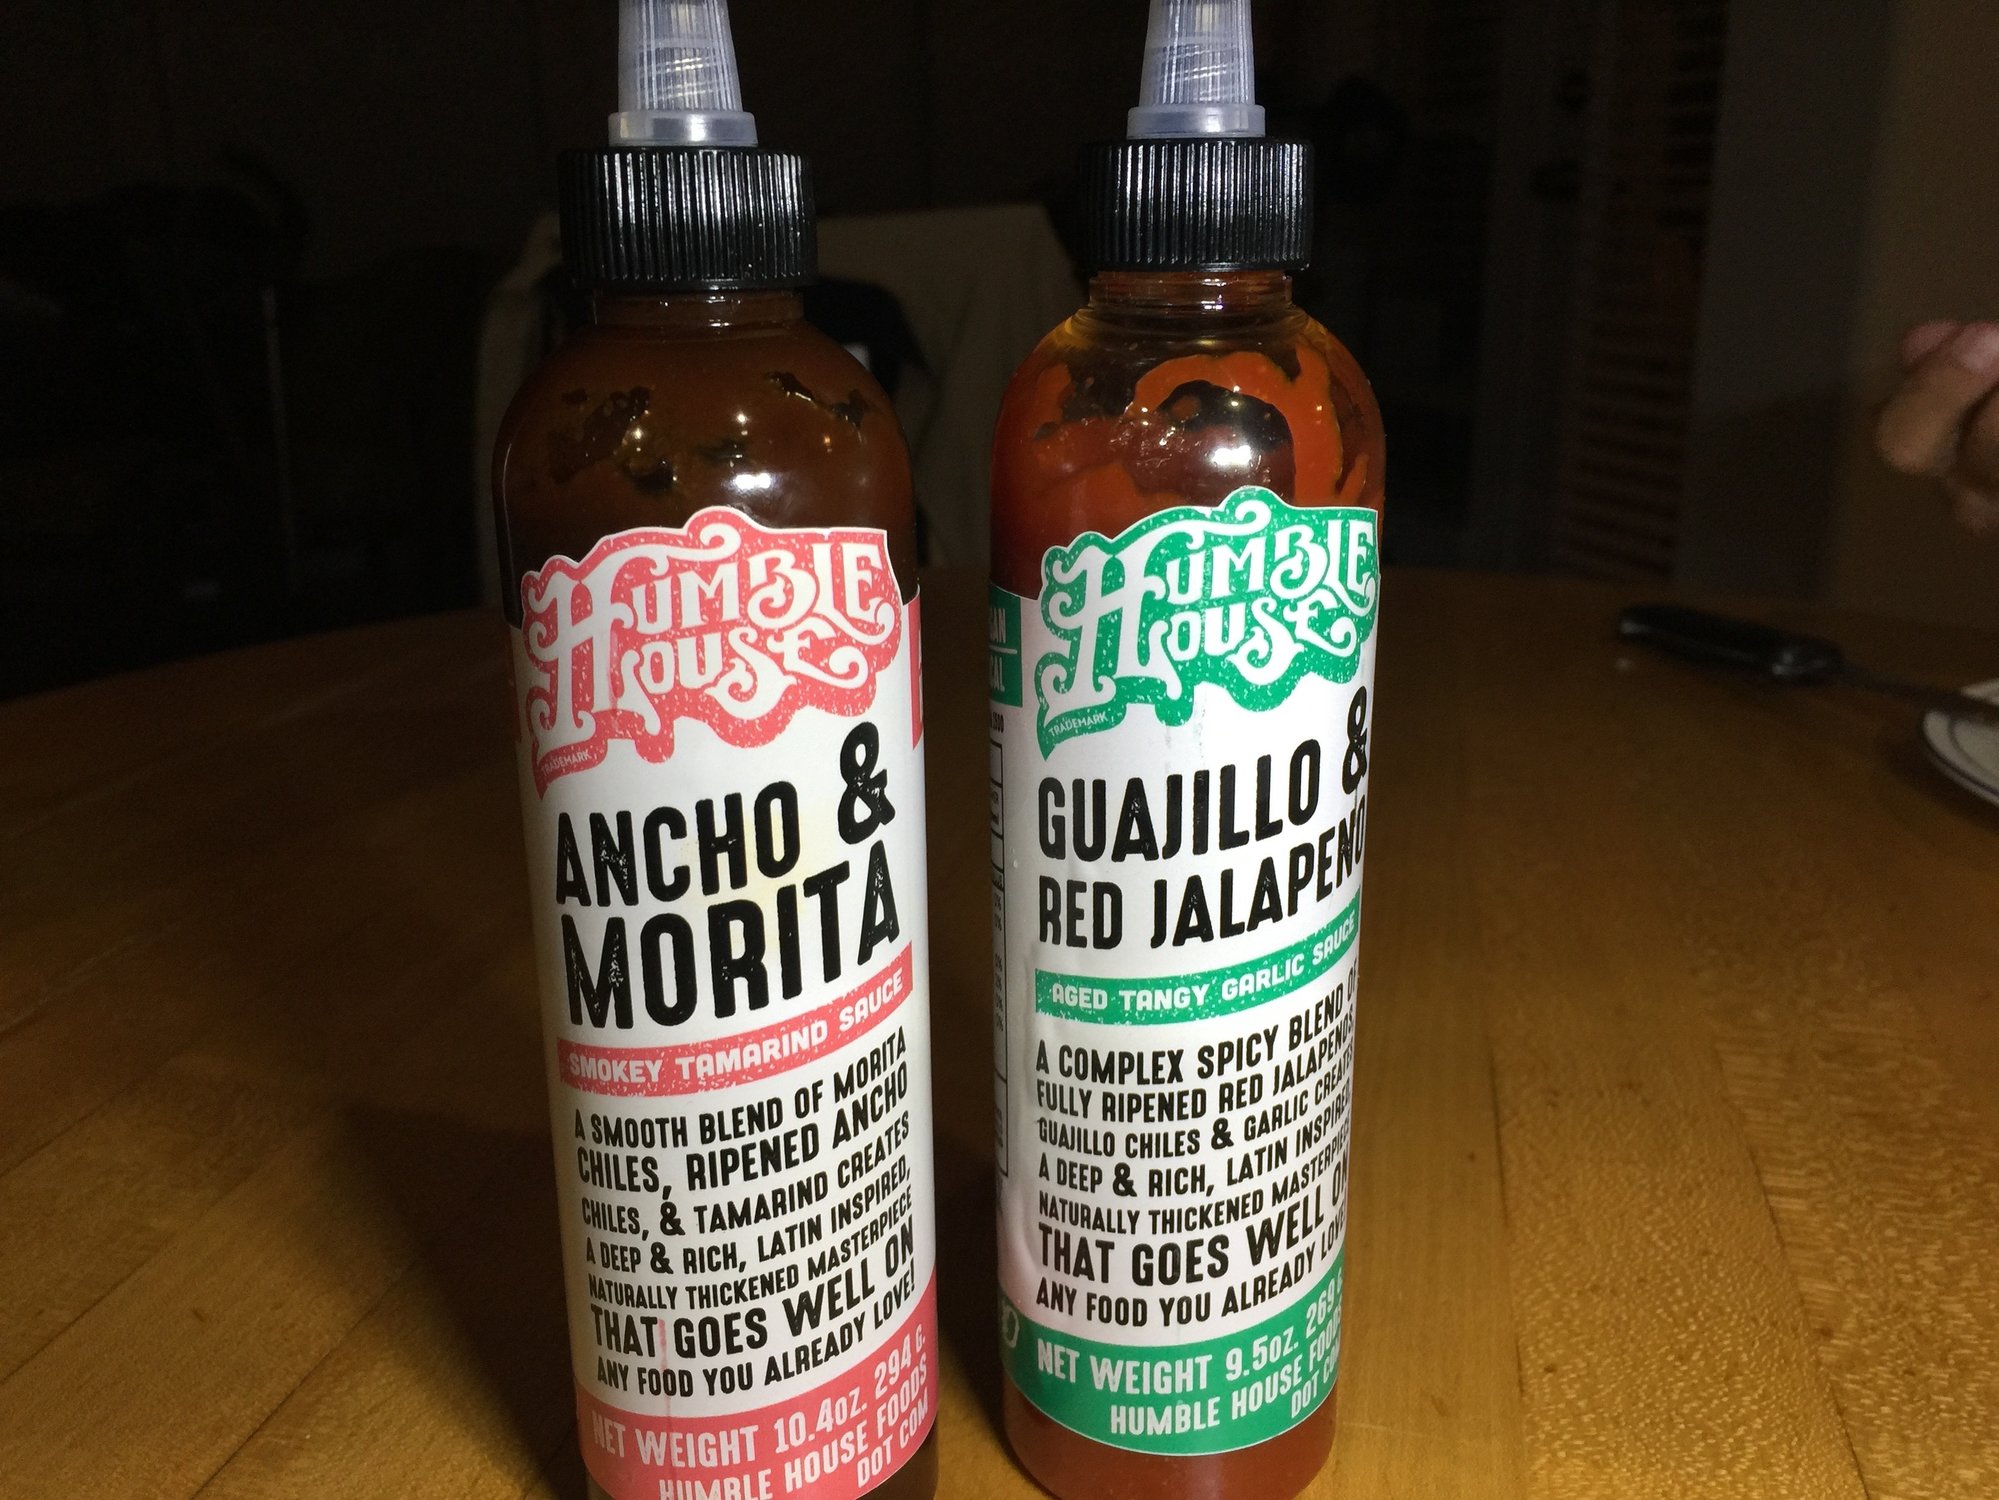 HUMBLE
HOUSE
TRADEMARK
ANCHO &
MORITA
SMOKEY TAMARIND SAUCE
A SMOOTH BLEND OF MORITA
CHILES, RIPENED ANCHO
CHILES, & TAMARIND CREATES
A DEEP & RICH, LATIN INSPIRED,
NATURALLY THICKENED MASTERPIECE
THAT GOES WELL ON
ANY FOOD YOU ALREADY LOVE!
NET WEIGHT 10.4OZ. 294 G.
HUMBLE HOUSE FOODS
DOT COM
HUMBLE
HOUSE
TRADEMARK
GUAJILLO &
RED JALAPENO
AGED TANGY GARLIC SAUCE
A COMPLEX SPICY BLEND OF
FULLY RIPENED RED JALAPENOS,
GUAJILLO CHILES & GARLIC CREATES
A DEEP & RICH, LATIN INSPIRED,
NATURALLY THICKENED MASTERPIECE
THAT GOES WELL ON
ANY FOOD YOU ALREADY LOVE!
NET WEIGHT 9.5OZ. 269 G.
HUMBLE HOUSE FOODS
DOT COM